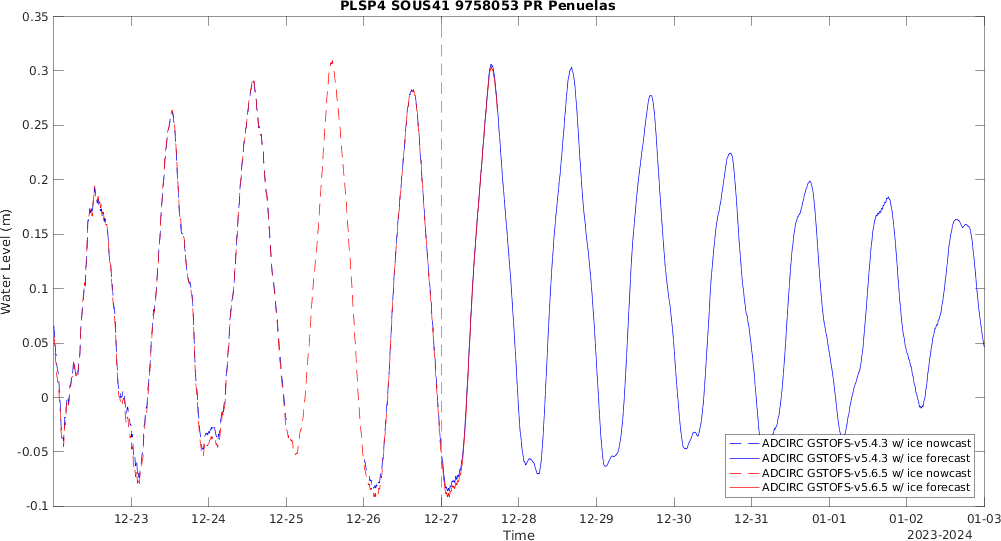 PLSP4 SOUS41 9758053 PR Penuelas
0.35
0.3
0.25
0.2
0.15
0.1
0.05
0
-0.05
-0.1
Water Level (m)
ADCIRC GSTOFS-v5.4.3 w/ ice nowcast
ADCIRC GSTOFS-v5.4.3 w/ ice forecast
ADCIRC GSTOFS-v5.6.5 w/ ice nowcast
ADCIRC GSTOFS-v5.6.5 w/ ice forecast
12-23 12-24 12-25 12-26 12-27 12-28 12-29 12-30 12-31 01-01 01-02 01-03
Time
2023-2024